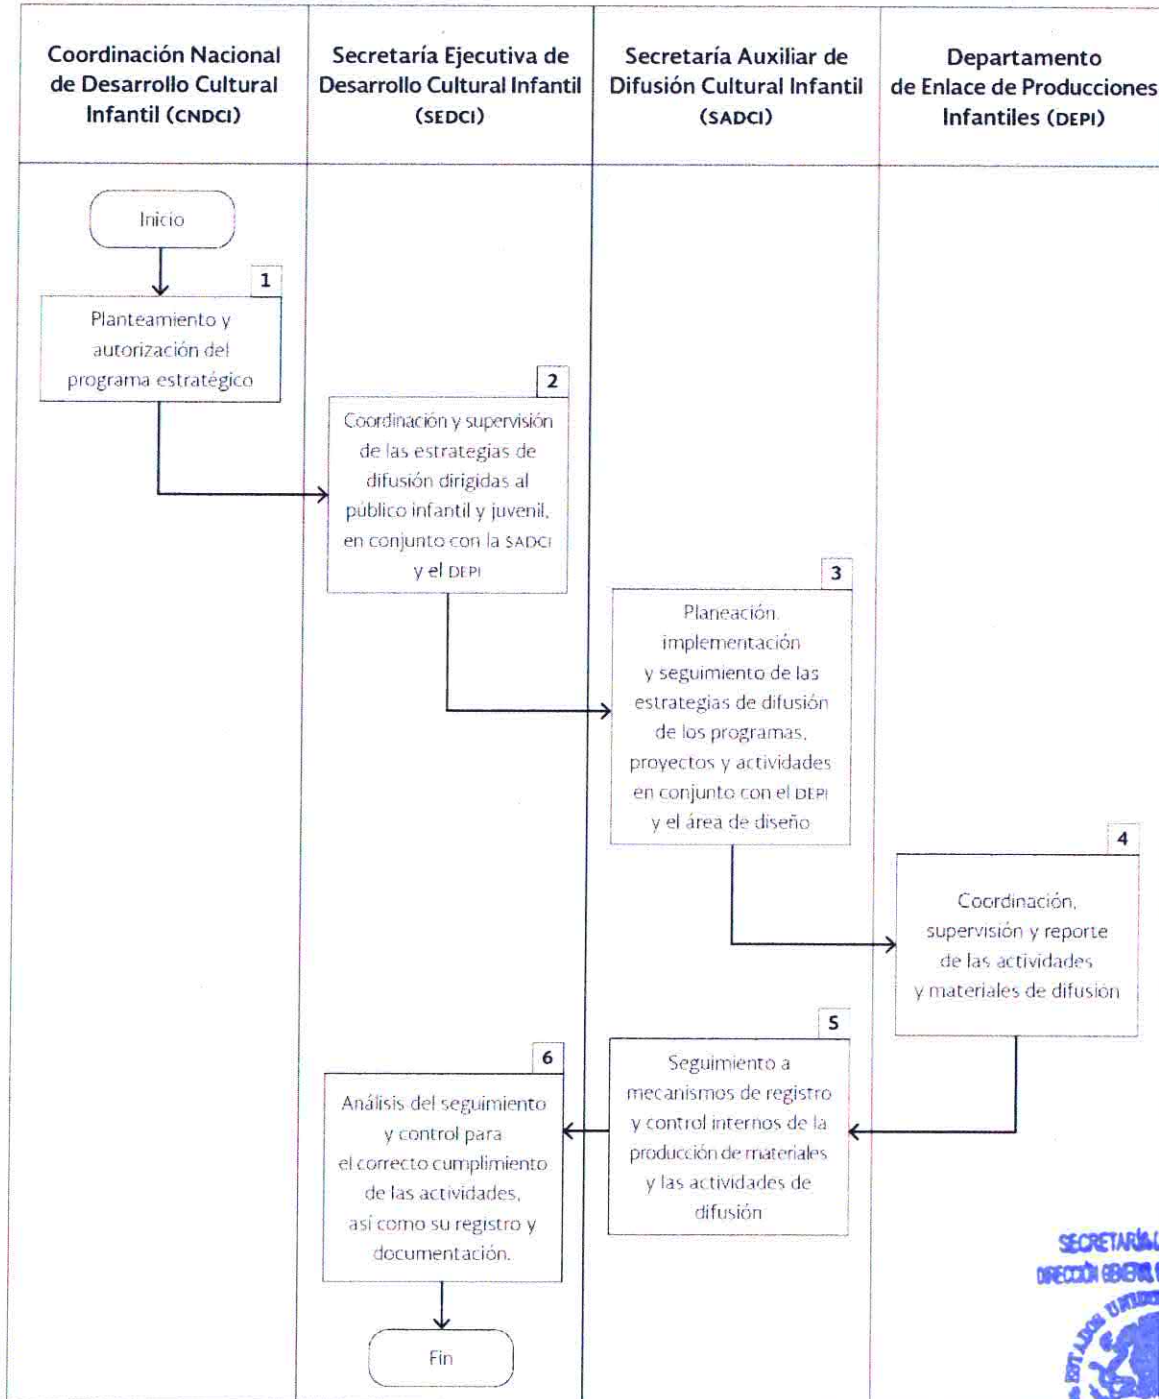 Coordinación Nacional
de Desarrollo Cultural
Infantil (CNDCI)
Secretaría Ejecutiva de
Desarrollo Cultural Infantil
(SEDCI)
Secretaría Auxiliar de
Difusión Cultural Infantil
(SADCI)
Departamento
de Enlace de Producciones
Infantiles (DEPI)
Inicio
1
Planteamiento y
autorización del
programa estratégico
2
Coordinación y supervisión
de las estrategias de
difusión dirigidas al
público infantil y juvenil,
en conjunto con la SADCI
y el DEPI
3
Planeación,
implementación
y seguimiento de las
estrategias de difusión
de los programas,
proyectos y actividades
en conjunto con el DEPI
y el área de diseño
4
Coordinación,
supervisión y reporte
de las actividades
y materiales de difusión
5
Seguimiento a
mecanismos de registro
y control internos de la
producción de materiales
y las actividades de
difusión
6
Análisis del seguimiento
y control para
el correcto cumplimiento
de las actividades,
así como su registro y
documentación.
Fin
SECRETARÍA
DIRECCIÓN GENERAL
ESTADOS